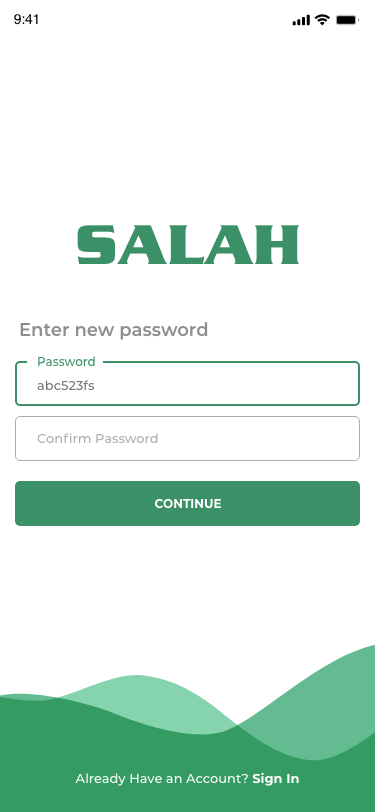 9:41
SALAH
Enter new password
Password
abc523fs
Confirm Password
CONTINUE
Already Have an Account? Sign In